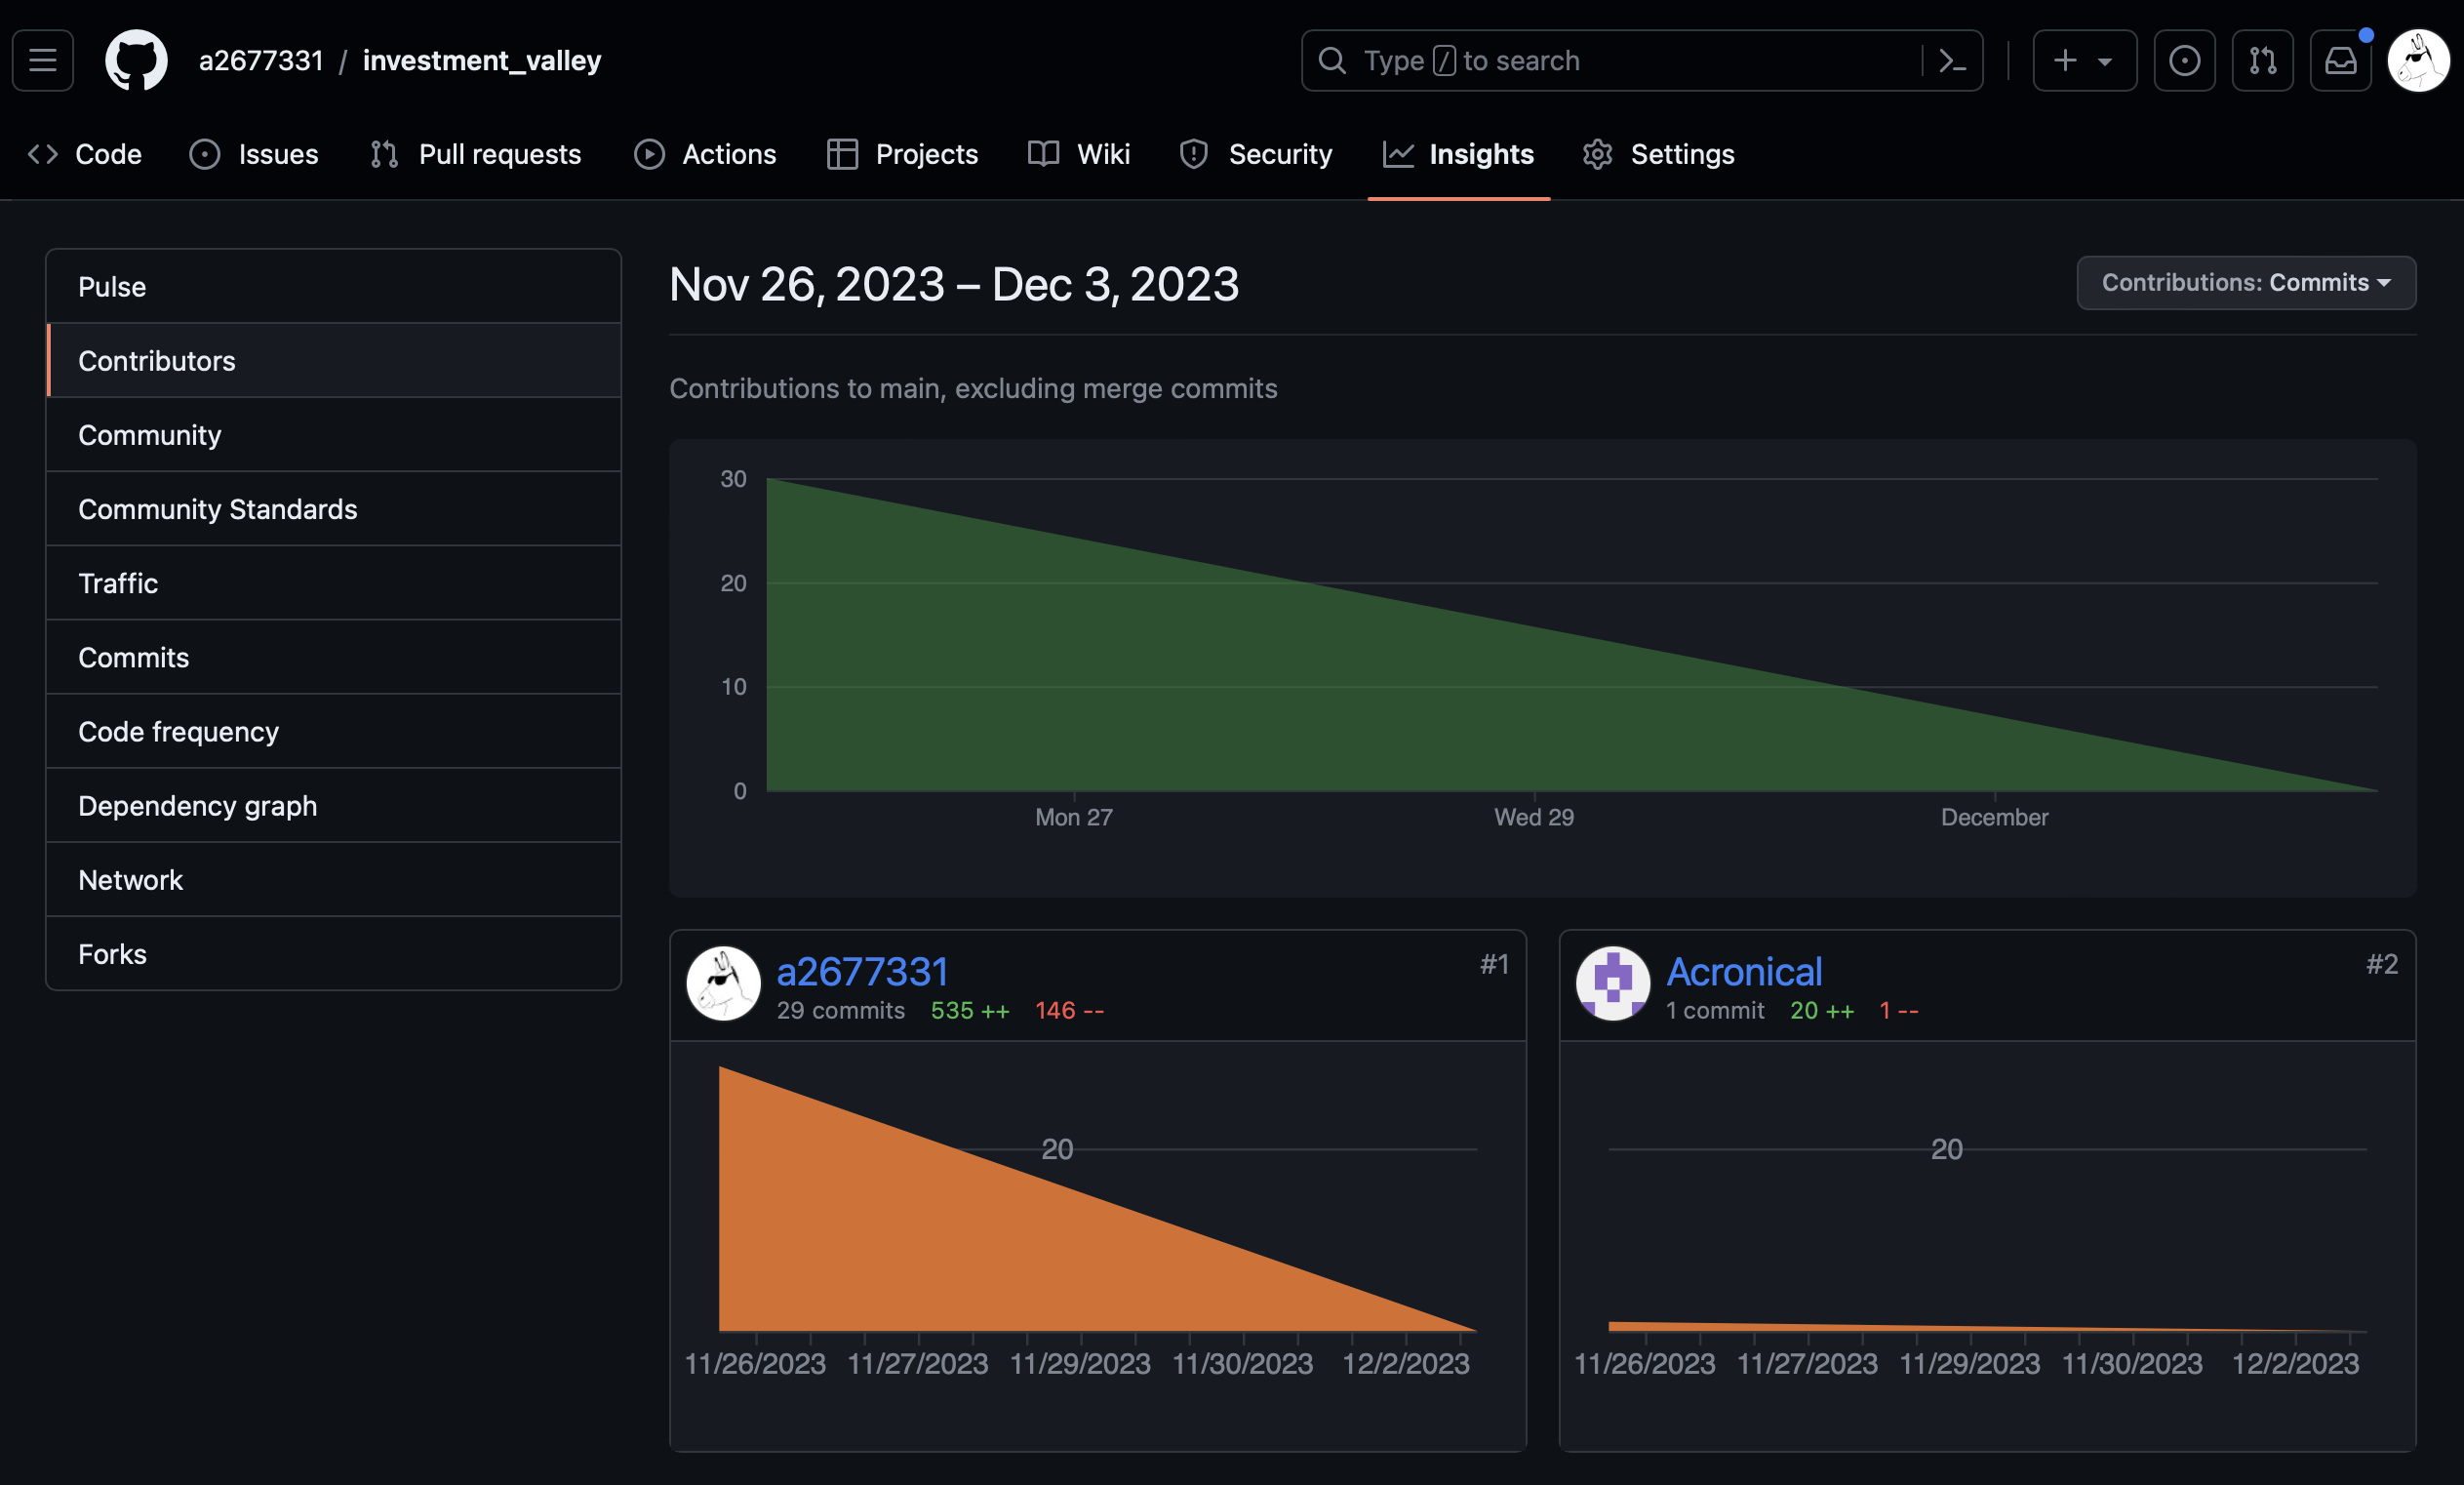 a2677331 / investment_valley
Type / to search
Code Issues Pull requests Actions Projects Wiki Security Insights Settings
Pulse
Contributors
Community
Community Standards
Traffic
Commits
Code frequency
Dependency graph
Network
Forks
Nov 26, 2023 – Dec 3, 2023
Contributions: Commits
Contributions to main, excluding merge commits
30
20
10
0
Mon 27 Wed 29 December
a2677331 #1
29 commits 535 ++ 146 --
20
11/26/2023 11/27/2023 11/29/2023 11/30/2023 12/2/2023
Acronical #2
1 commit 20 ++ 1 --
20
11/26/2023 11/27/2023 11/29/2023 11/30/2023 12/2/2023